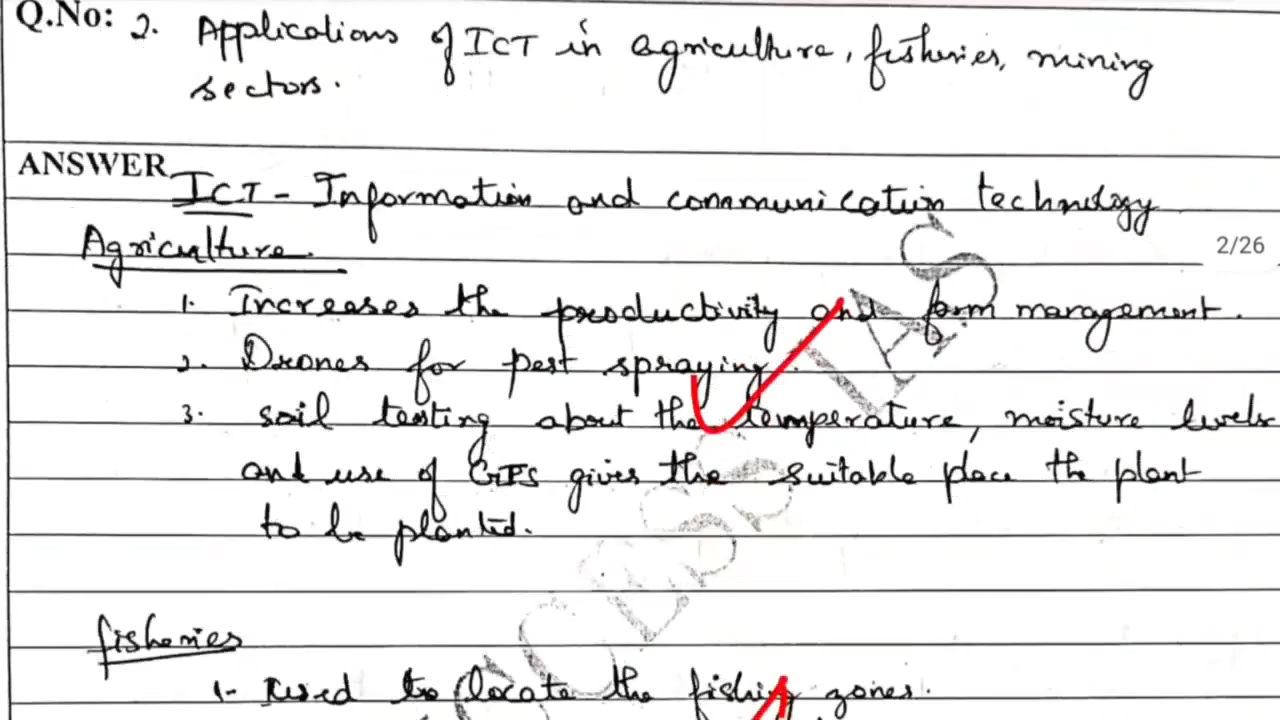 Q.No: 2. Applications of ICT in agriculture, fisheries, mining
sectors.
ANSWER
ICT - Information and communication technology
Agriculture
2/26
1. Increases the productivity and farm management.
2. Drones for pest spraying.
3. soil testing about the temperature, moisture levels
and use of GPS gives the suitable place the plant
to be planted.
fisheries
1. Used to locate the fishing zones.
IAS